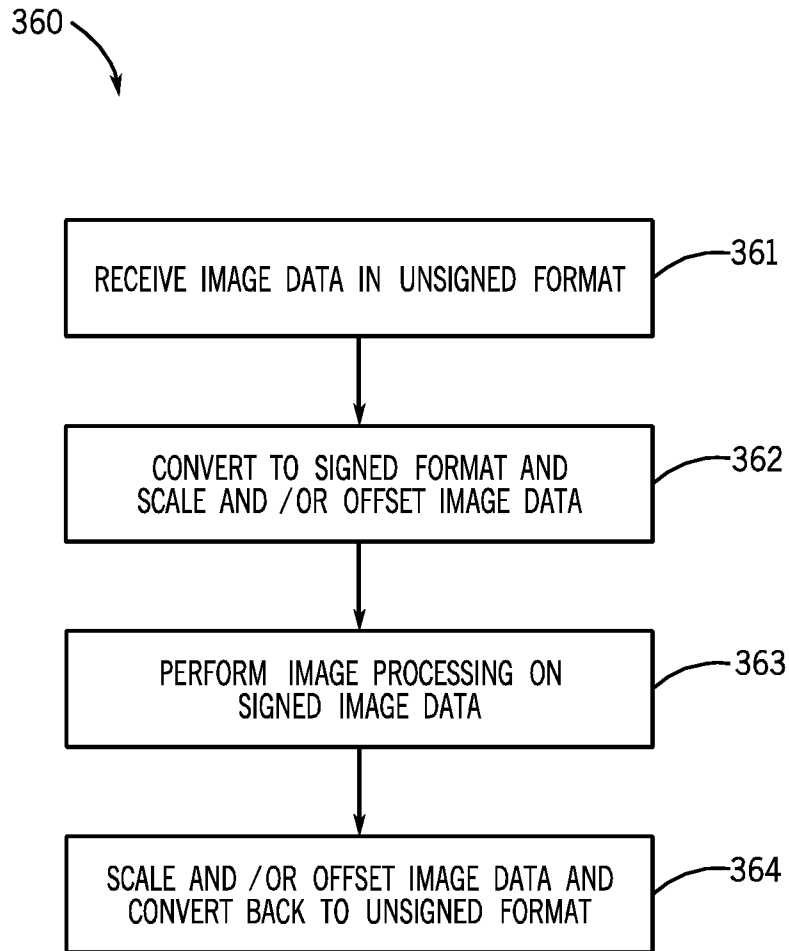 360
RECEIVE IMAGE DATA IN UNSIGNED FORMAT
361
CONVERT TO SIGNED FORMAT AND
SCALE AND /OR OFFSET IMAGE DATA
362
PERFORM IMAGE PROCESSING ON
SIGNED IMAGE DATA
363
SCALE AND /OR OFFSET IMAGE DATA AND
CONVERT BACK TO UNSIGNED FORMAT
364